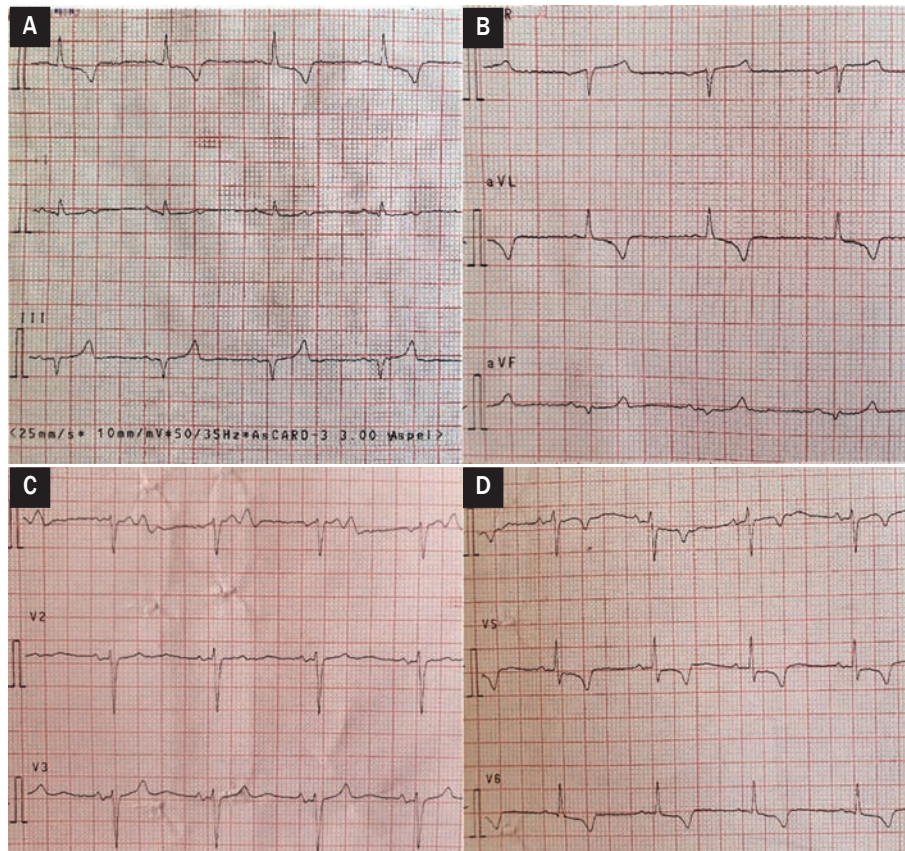 A
III
<25mm/s* 10mm/mV*50/35Hz*AsCARD-3 3.00 (Aspel>
B
R
aVL
aVF
C
V2
V3
D
V5
V6